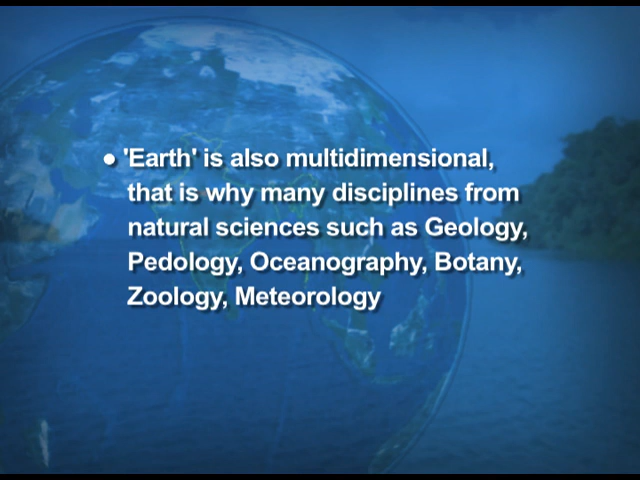 ● 'Earth' is also multidimensional,
that is why many disciplines from
natural sciences such as Geology,
Pedology, Oceanography, Botany,
Zoology, Meteorology